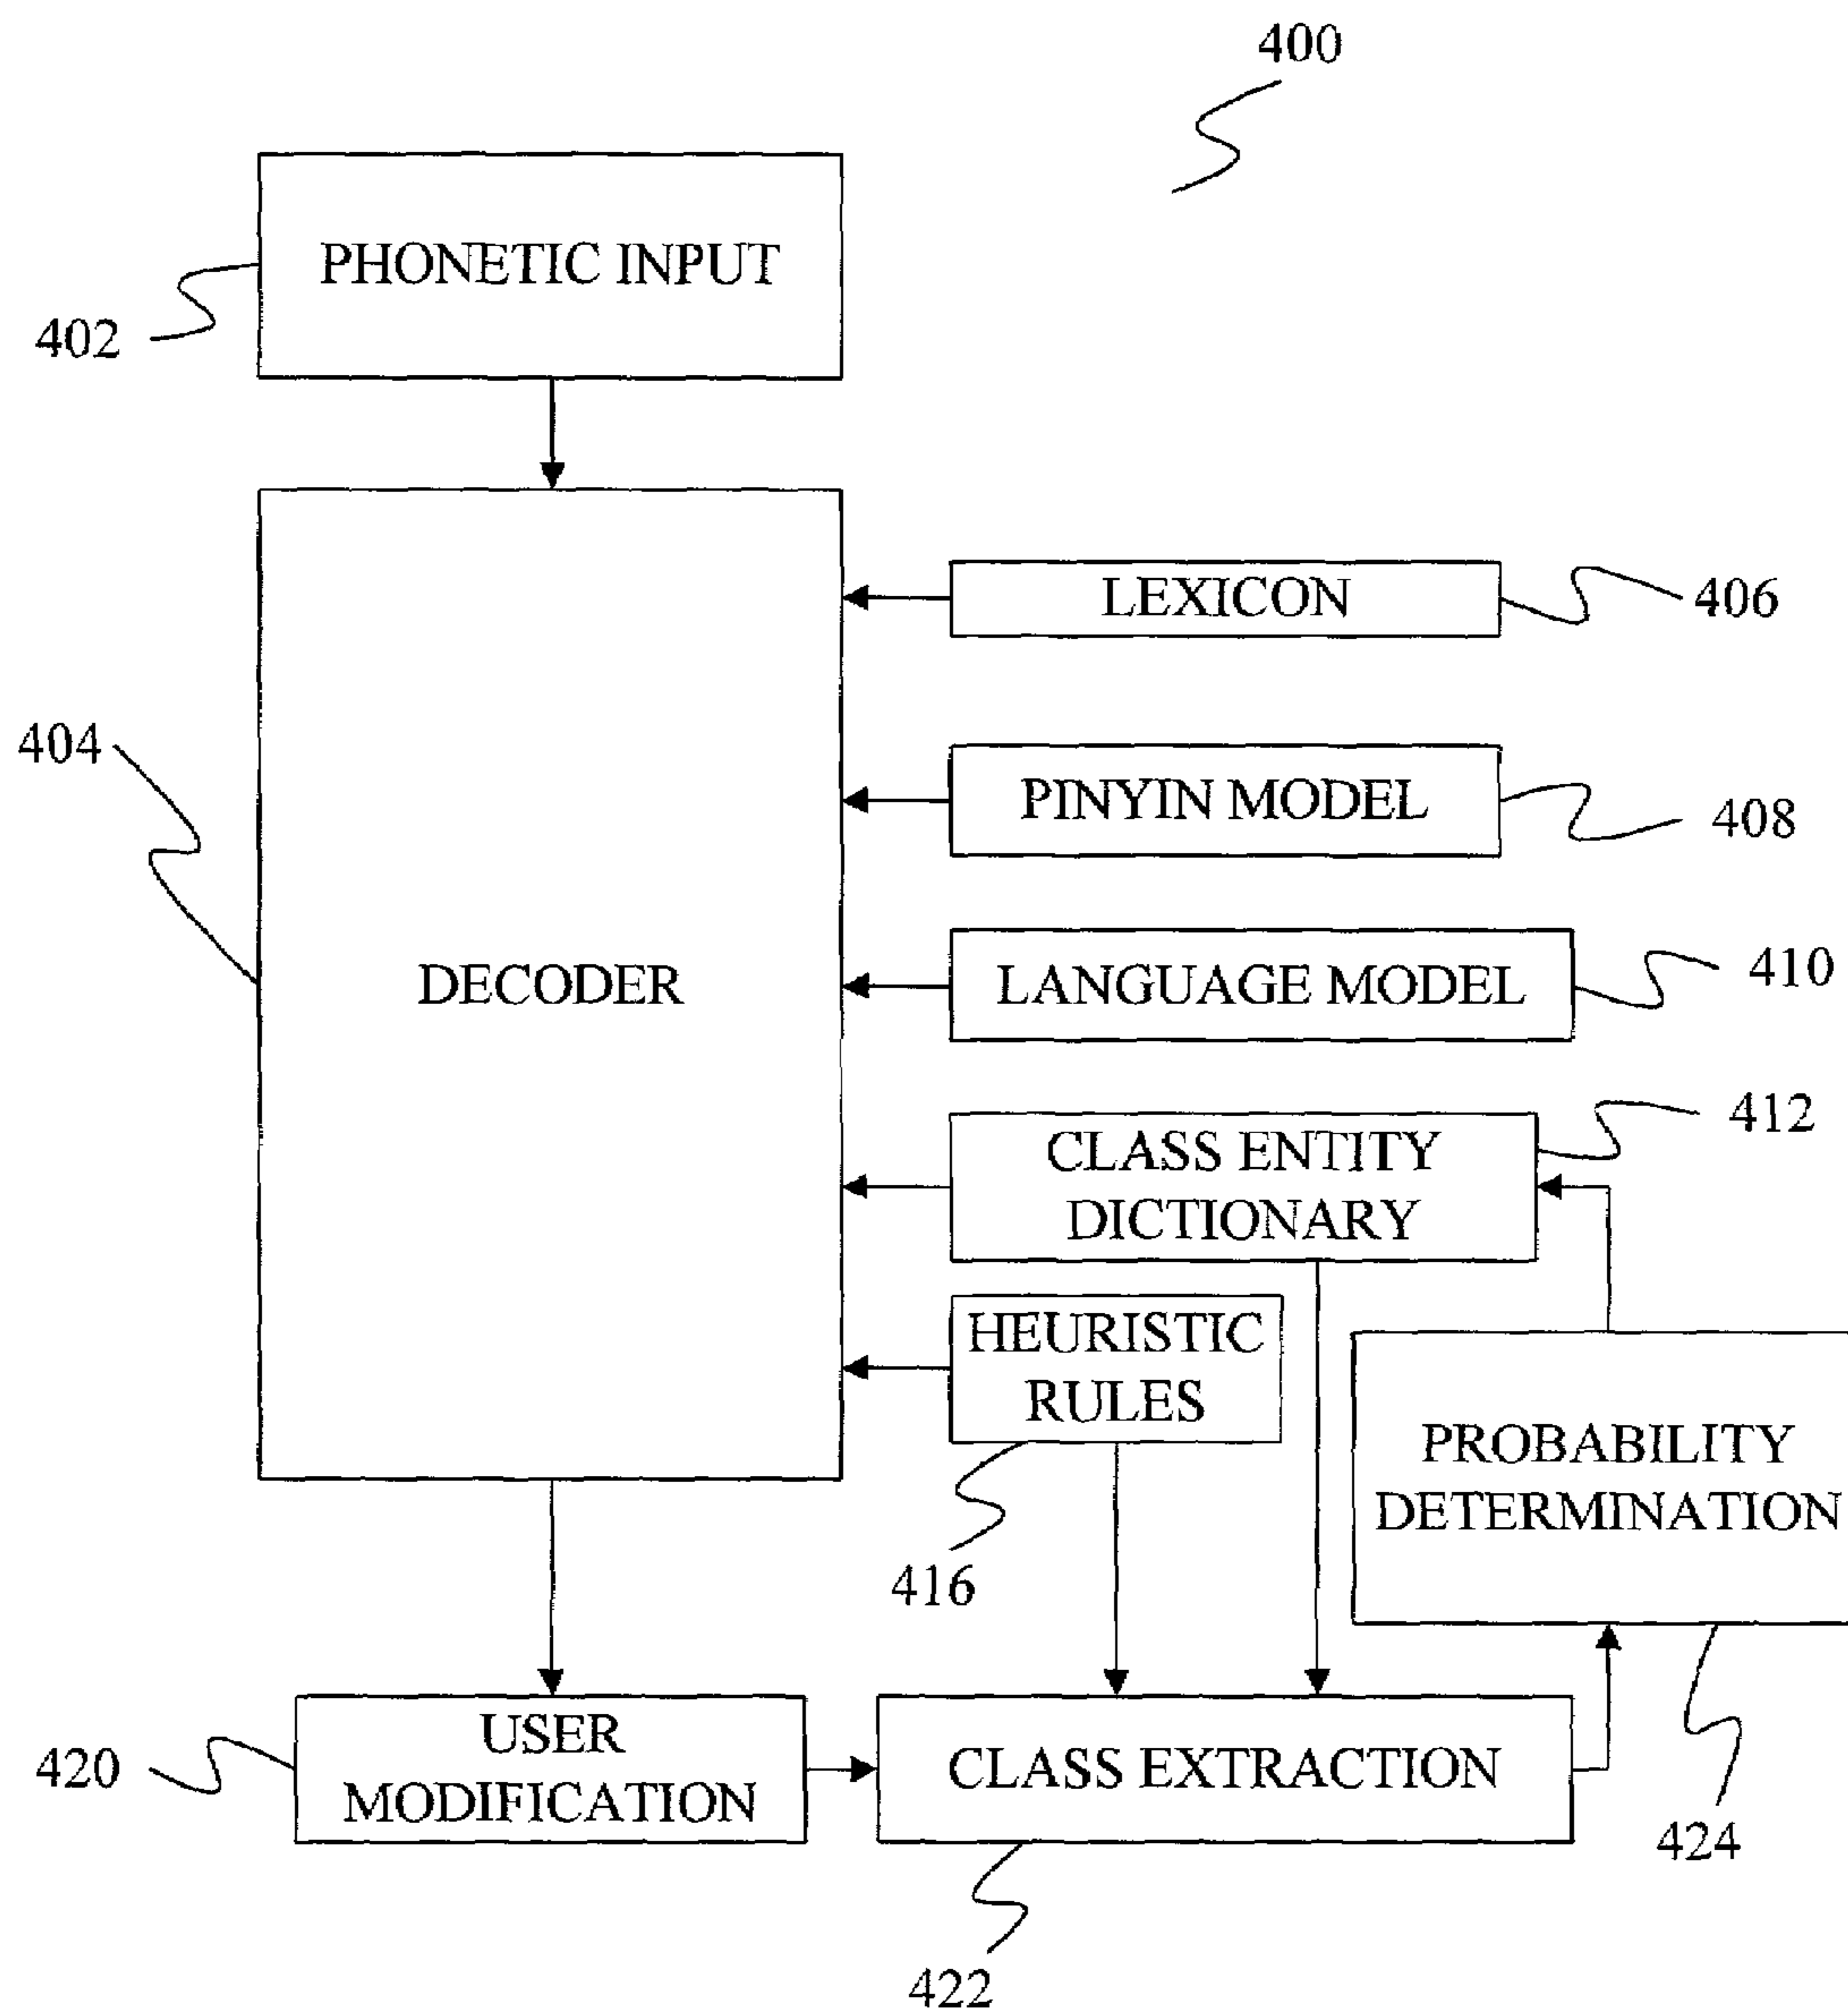 400
PHONETIC INPUT
402
LEXICON
406
404
PINYIN MODEL
408
DECODER
LANGUAGE MODEL
410
CLASS ENTITY
DICTIONARY
412
HEURISTIC
RULES
416
PROBABILITY
DETERMINATION
424
USER
MODIFICATION
420
CLASS EXTRACTION
422